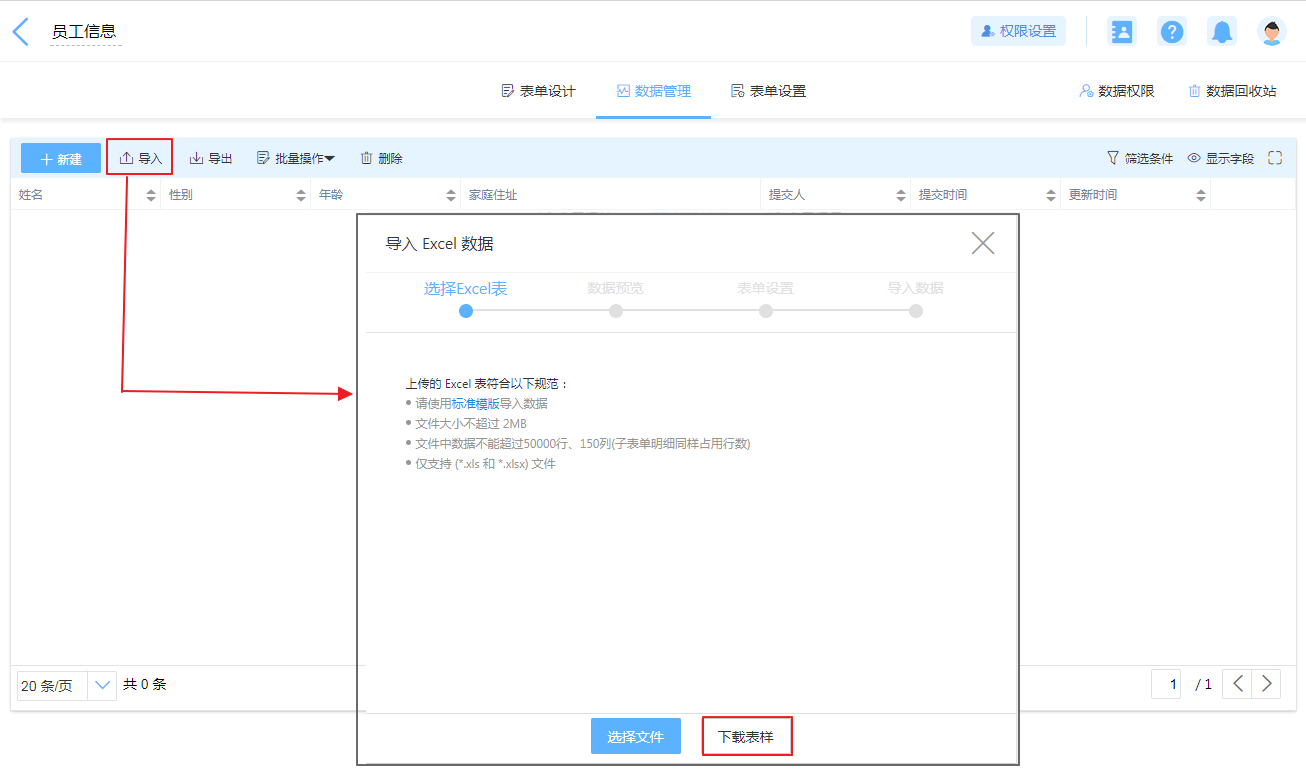 员工信息
权限设置
表单设计 数据管理 表单设置 数据权限 数据回收站
新建 导入 导出 批量操作 删除 筛选条件 显示字段
姓名 性别 年龄 家庭住址 提交人 提交时间 更新时间
导入 Excel 数据
选择Excel表 数据预览 表单设置 导入数据
上传的 Excel 表符合以下规范：
• 请使用标准模版导入数据
• 文件大小不超过 2MB
• 文件中数据不能超过50000行、150列(子表单明细同样占用行数)
• 仅支持 (*.xls 和 *.xlsx) 文件
20 条/页 共 0 条 1 / 1
选择文件 下载表样